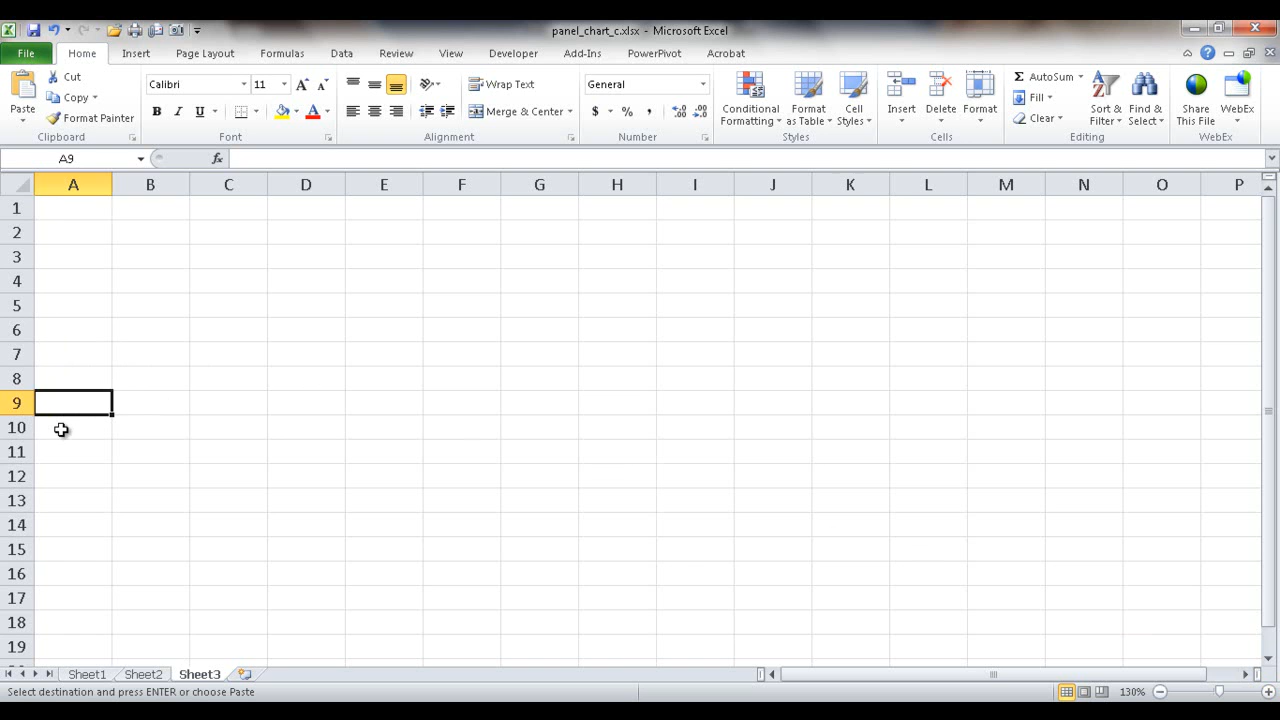 panel_chart_c.xlsx - Microsoft Excel
File Home Insert Page Layout Formulas Data Review View Developer Add-Ins PowerPivot Acrobat
Paste
Cut
Copy
Format Painter
Clipboard
Calibri 11
B I U A
Font
Wrap Text
Merge & Center
Alignment
General
$ % ,
Number
Conditional Formatting
Format as Table
Cell Styles
Styles
Insert
Delete
Format
Cells
AutoSum
Fill
Clear
Sort & Filter
Find & Select
Editing
Share This File
WebEx
WebEx
A9 fx
A B C D E F G H I J K L M N O P
1
2
3
4
5
6
7
8
9
10
11
12
13
14
15
16
17
18
19
Sheet1 Sheet2 Sheet3
Select destination and press ENTER or choose Paste 130%